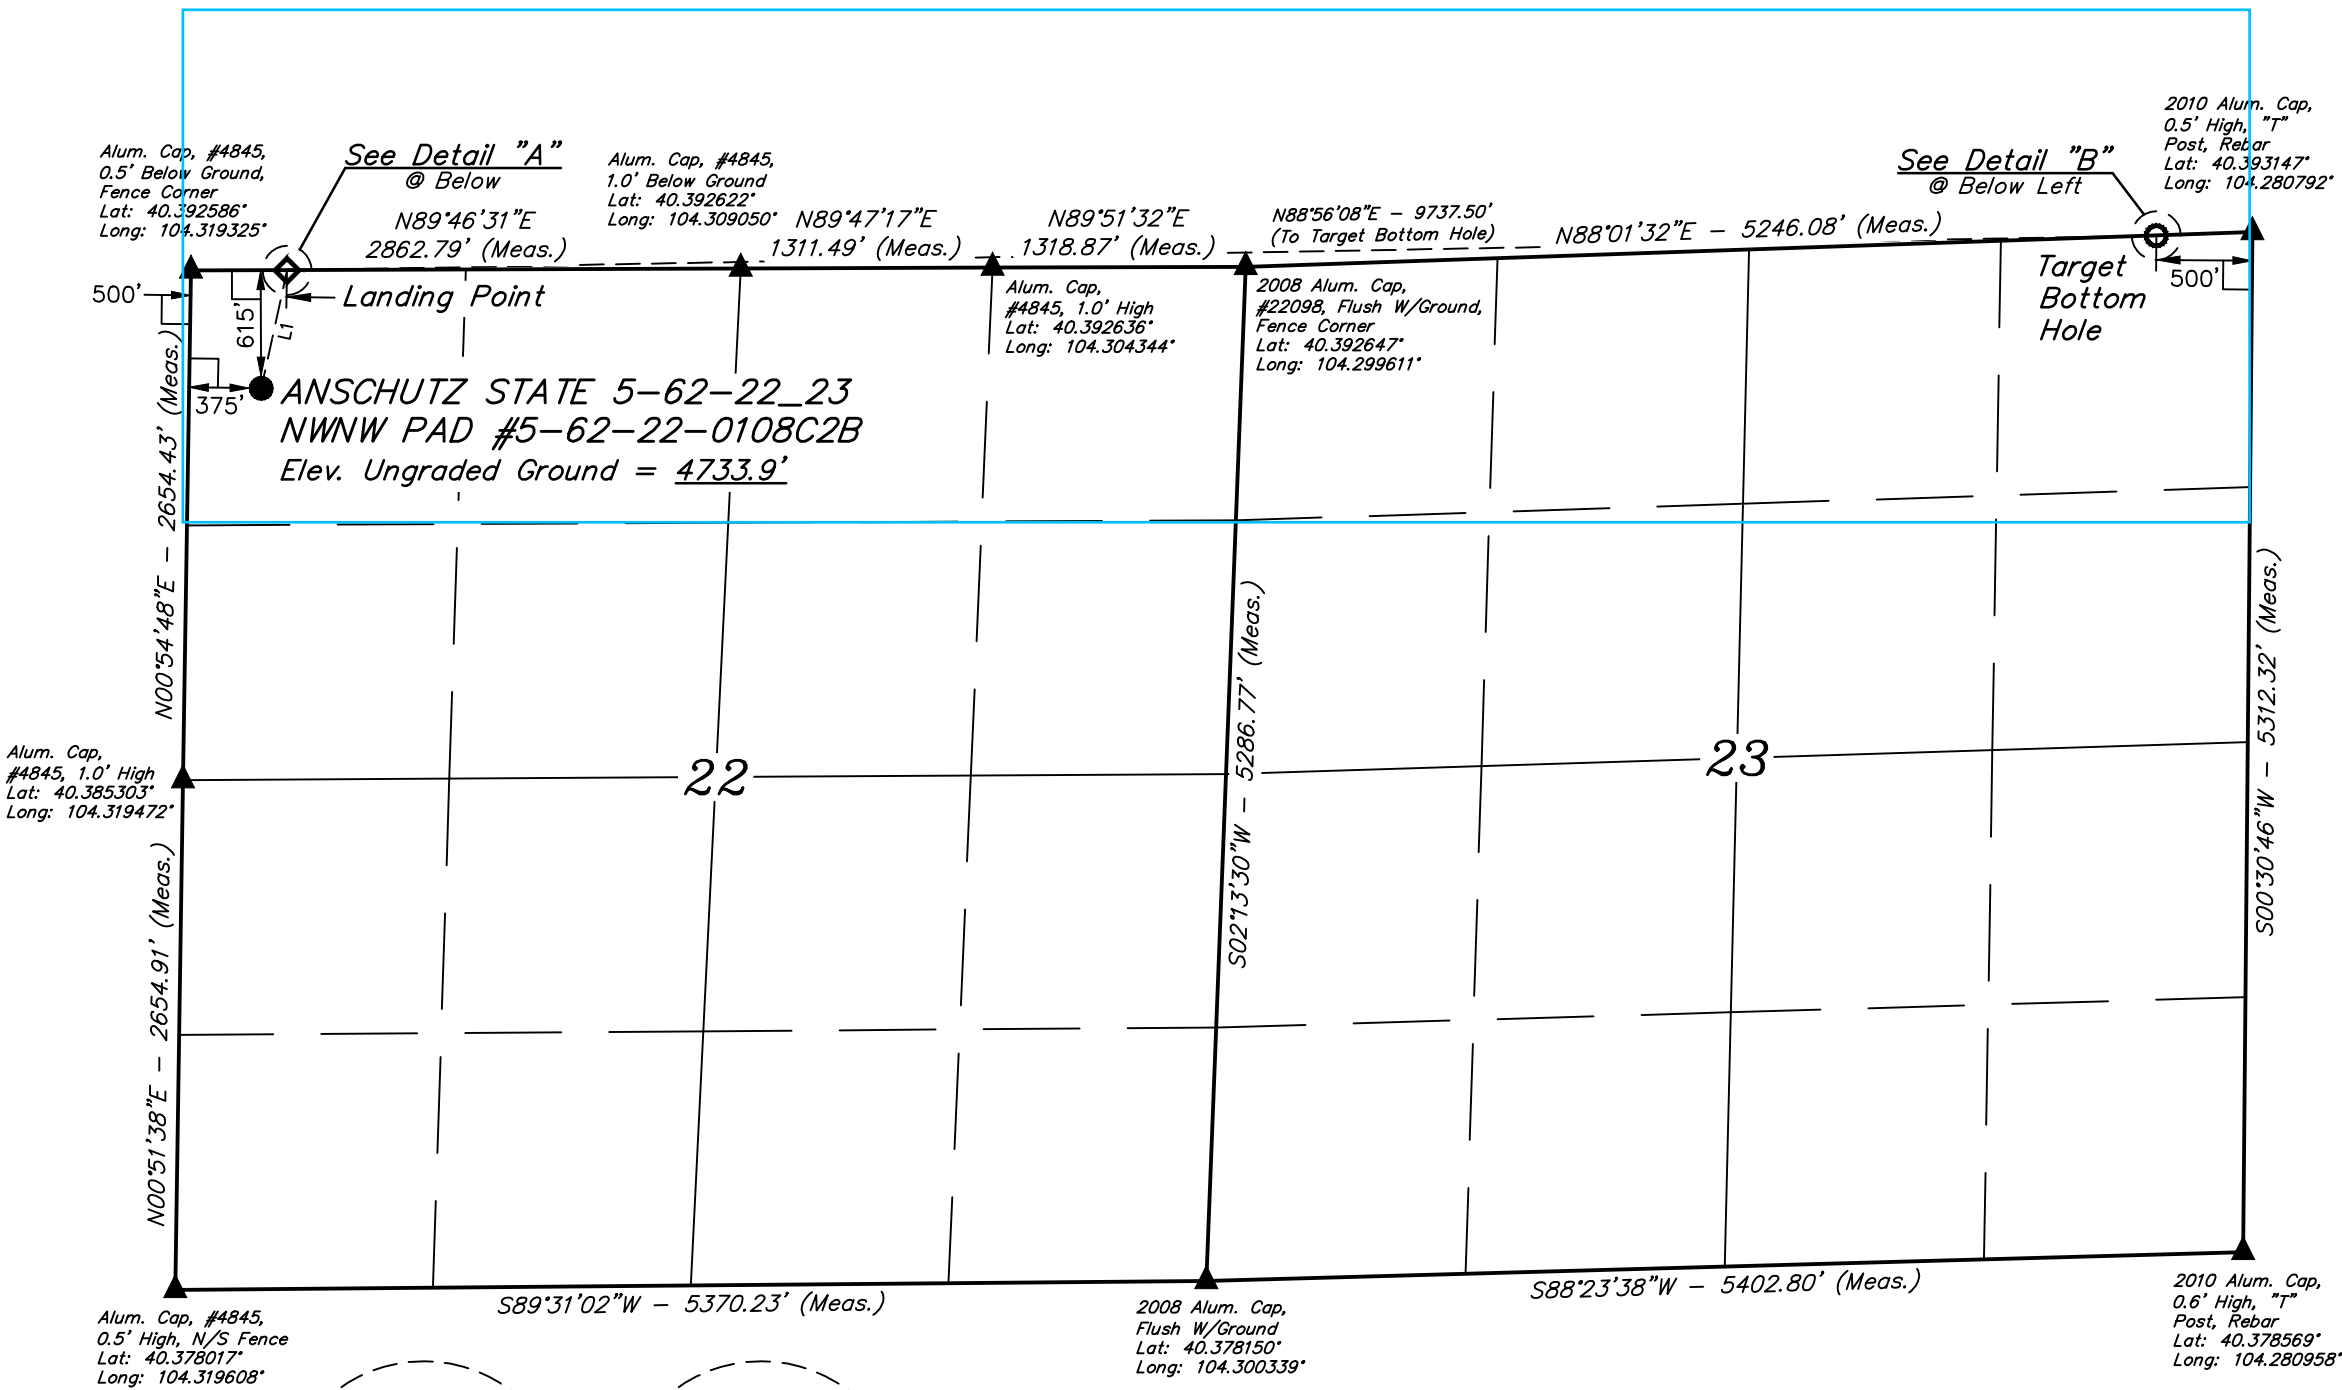 Alum. Cap, #4845,
0.5' Below Ground,
Fence Corner
Lat: 40.392586°
Long: 104.319325°
See Detail "A"
@ Below
N89°46'31"E
2862.79' (Meas.)
Alum. Cap, #4845,
1.0' Below Ground
Lat: 40.392622°
Long: 104.309050°
N89°47'17"E
1311.49' (Meas.)
N89°51'32"E
1318.87' (Meas.)
N88°56'08"E - 9737.50'
(To Target Bottom Hole)
N88°01'32"E - 5246.08' (Meas.)
See Detail "B"
@ Below Left
2010 Alum. Cap,
0.5' High, "T"
Post, Rebar
Lat: 40.393147°
Long: 104.280792°
500'
615'
L1
Landing Point
375'
ANSCHUTZ STATE 5-62-22_23
NWNW PAD #5-62-22-0108C2B
Elev. Ungraded Ground = 4733.9'
Alum. Cap,
#4845, 1.0' High
Lat: 40.392636°
Long: 104.304344°
2008 Alum. Cap,
#22098, Flush W/Ground,
Fence Corner
Lat: 40.392647°
Long: 104.299611°
Target
Bottom
Hole
500'
N00°54'48"E - 2654.43' (Meas.)
Alum. Cap,
#4845, 1.0' High
Lat: 40.385303°
Long: 104.319472°
22
23
S02°13'30"W - 5286.77' (Meas.)
S00°30'46"W - 5312.32' (Meas.)
N00°51'38"E - 2654.91' (Meas.)
S89°31'02"W - 5370.23' (Meas.)
S88°23'38"W - 5402.80' (Meas.)
Alum. Cap, #4845,
0.5' High, N/S Fence
Lat: 40.378017°
Long: 104.319608°
2008 Alum. Cap,
Flush W/Ground
Lat: 40.378150°
Long: 104.300339°
2010 Alum. Cap,
0.6' High, "T"
Post, Rebar
Lat: 40.378569°
Long: 104.280958°